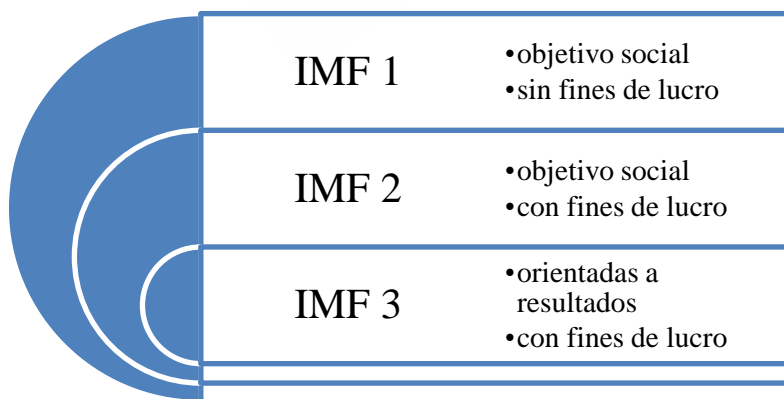 IMF 1
•objetivo social
•sin fines de lucro
IMF 2
•objetivo social
•con fines de lucro
IMF 3
•orientadas a
resultados
•con fines de lucro